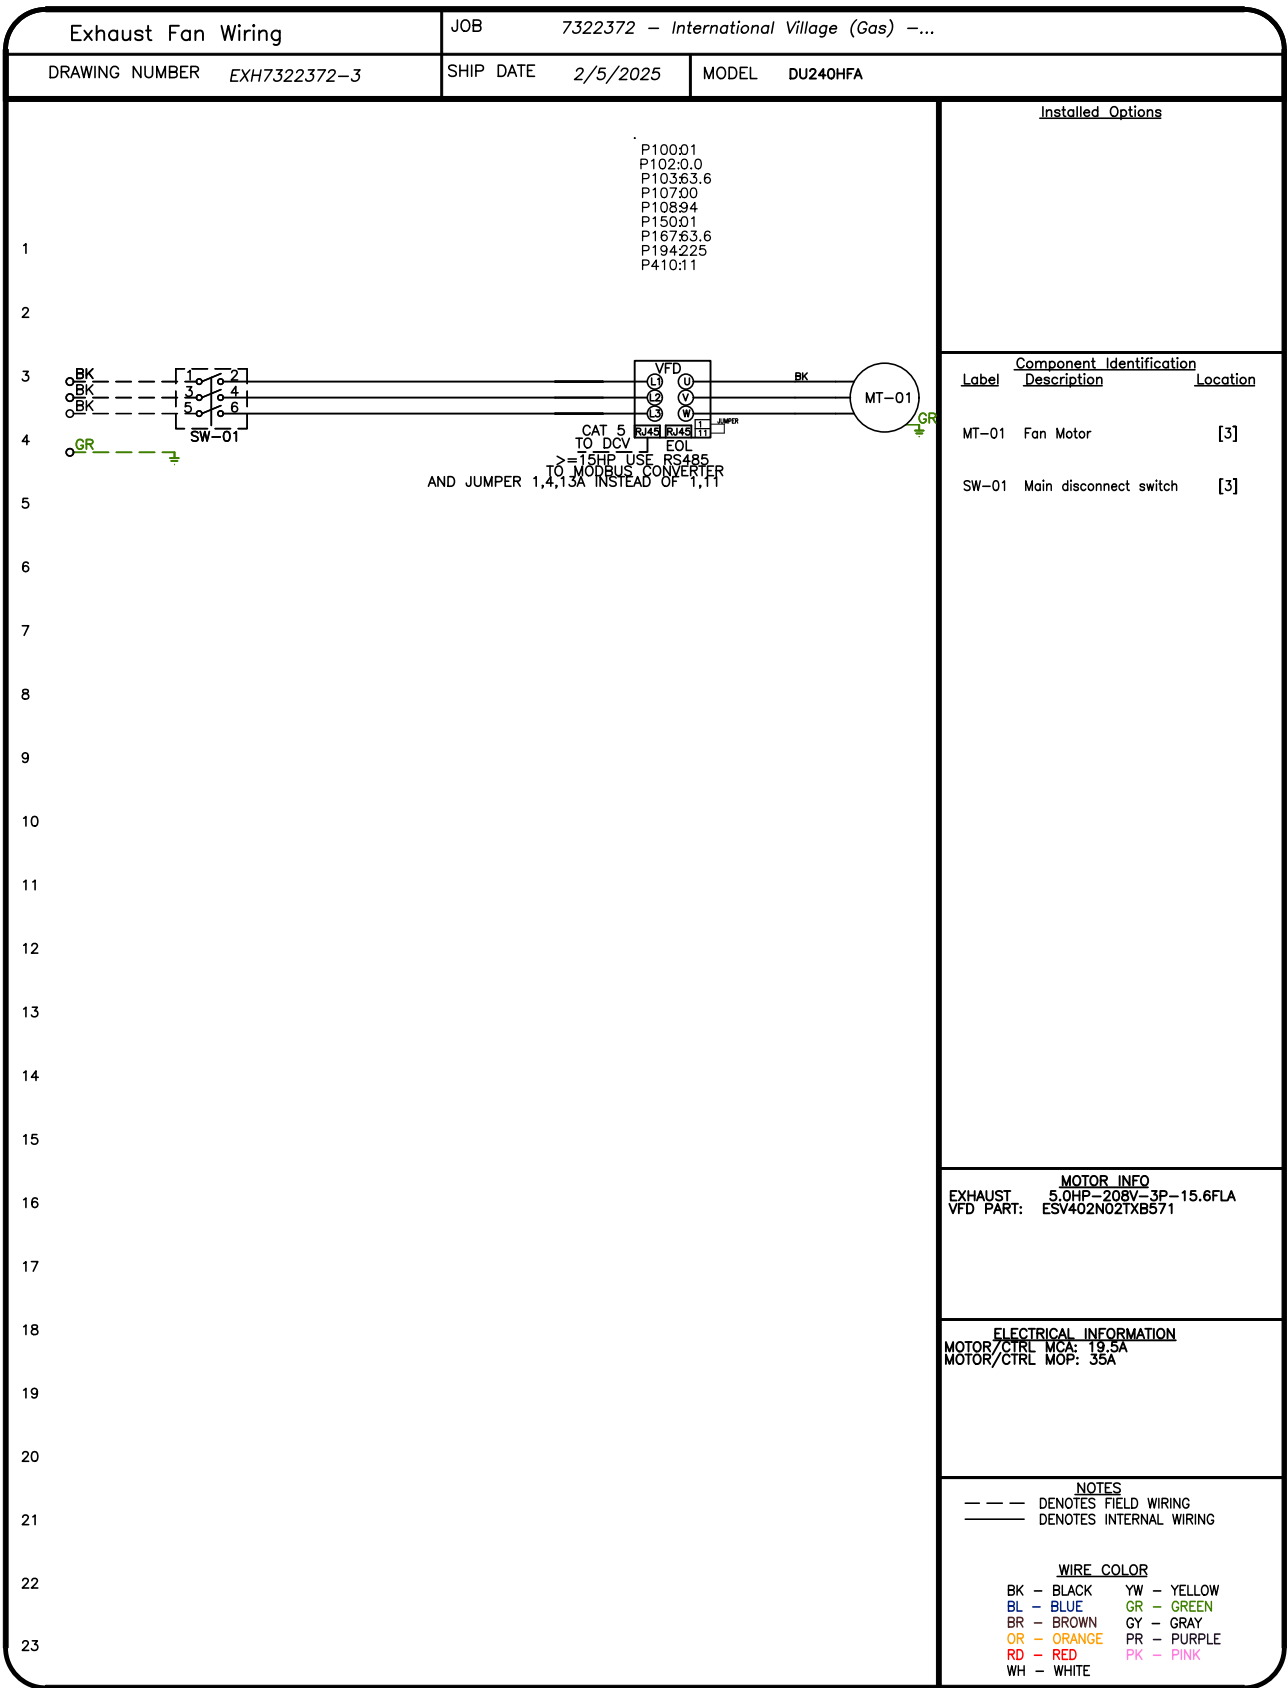 Exhaust Fan Wiring
JOB 7322372 – International Village (Gas) –...
DRAWING NUMBER EXH7322372–3
SHIP DATE 2/5/2025
MODEL DU240HFA
P100:01
P102:0.0
P103:63.6
P107:00
P108:94
P150:01
P167:63.6
P194:225
P410:11
1
2
3
4
5
6
7
8
9
10
11
12
13
14
15
16
17
18
19
20
21
22
23
BK
BK
BK
GR
1 2
3 4
5 6
SW–01
VFD
L1 U
L2 V
L3 W
RJ45 RJ45
1
11
JUMPER
BK
MT–01
GR
CAT 5
TO DCV
EOL
>=15HP USE RS485
TO MODBUS CONVERTER
AND JUMPER 1,4,13A INSTEAD OF 1,11
Installed Options
Component Identification
Label Description Location
MT–01 Fan Motor [3]
SW–01 Main disconnect switch [3]
MOTOR INFO
EXHAUST 5.0HP–208V–3P–15.6FLA
VFD PART: ESV402N02TXB571
ELECTRICAL INFORMATION
MOTOR/CTRL MCA: 19.5A
MOTOR/CTRL MOP: 35A
NOTES
DENOTES FIELD WIRING
DENOTES INTERNAL WIRING
WIRE COLOR
BK – BLACK YW – YELLOW
BL – BLUE GR – GREEN
BR – BROWN GY – GRAY
OR – ORANGE PR – PURPLE
RD – RED PK – PINK
WH – WHITE